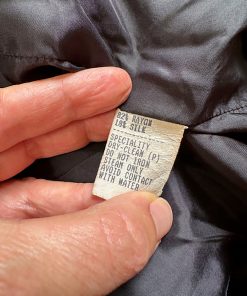 82% RAYON
18% SILK
SPECIALITY
DRY-CLEAN (P)
DO NOT IRON
STEAM ONLY
AVOID CONTACT
WITH WATER